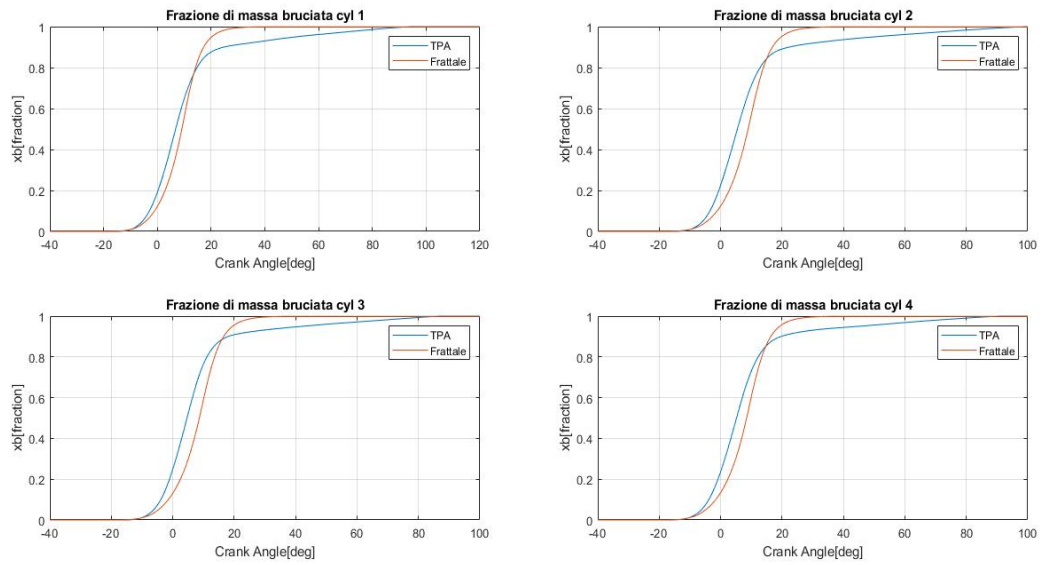 Frazione di massa bruciata cyl 1
1
0.8
0.6
0.4
0.2
0
xb[fraction]
TPA
Frattale
-40 -20 0 20 40 60 80 100 120
Crank Angle[deg]
Frazione di massa bruciata cyl 2
1
0.8
0.6
0.4
0.2
0
xb[fraction]
TPA
Frattale
-40 -20 0 20 40 60 80 100
Crank Angle[deg]
Frazione di massa bruciata cyl 3
1
0.8
0.6
0.4
0.2
0
xb[fraction]
TPA
Frattale
-40 -20 0 20 40 60 80 100
Crank Angle[deg]
Frazione di massa bruciata cyl 4
1
0.8
0.6
0.4
0.2
0
xb[fraction]
TPA
Frattale
-40 -20 0 20 40 60 80 100
Crank Angle[deg]